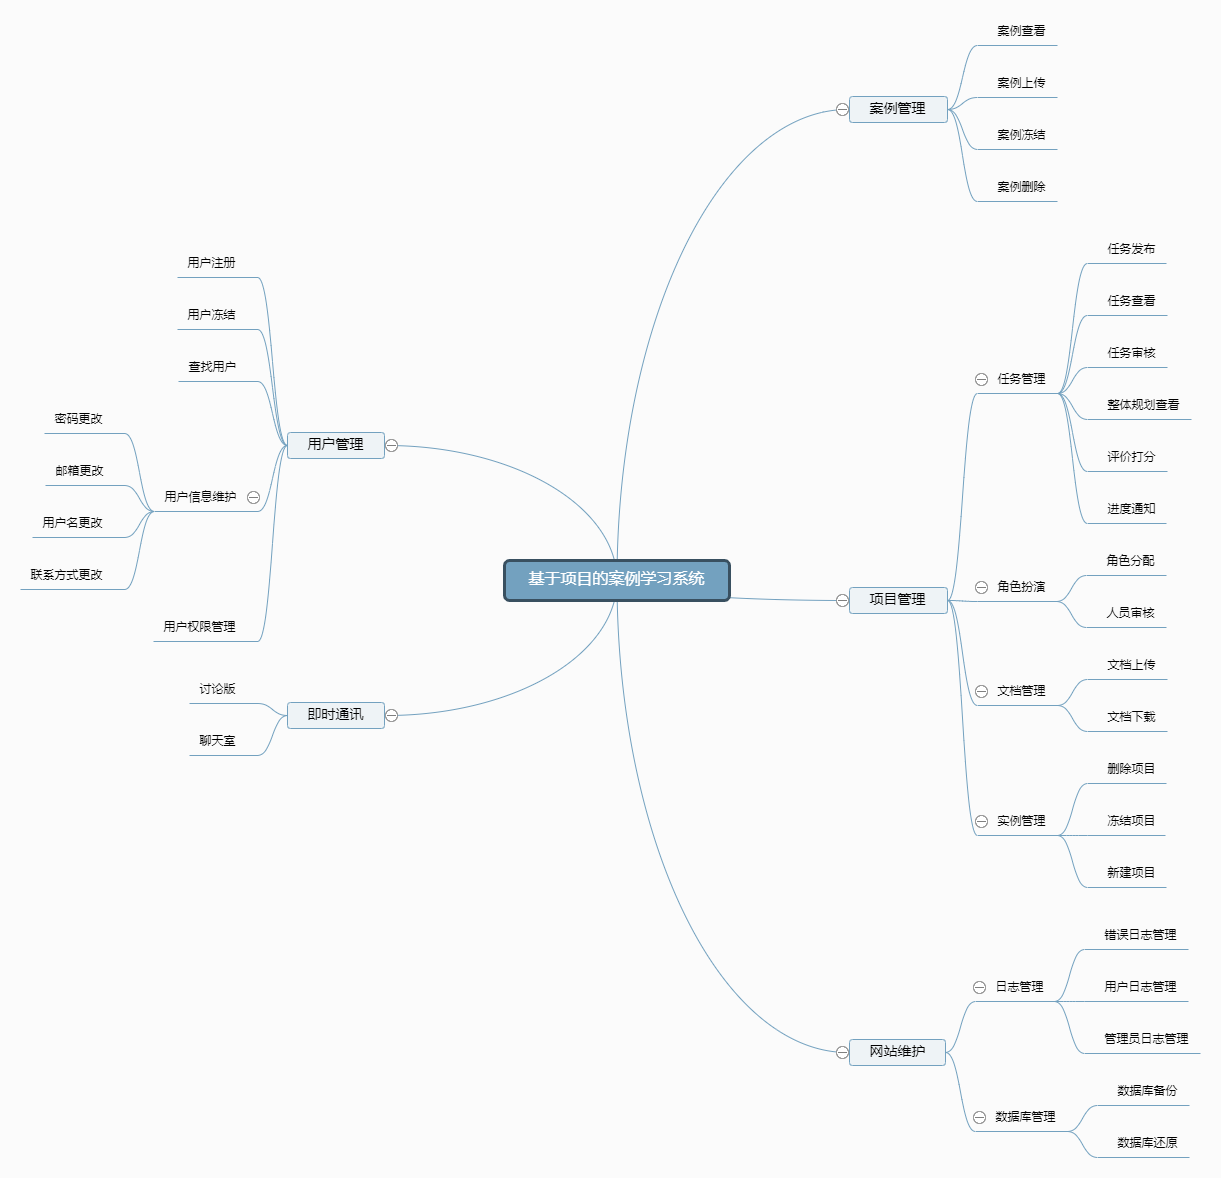 基于项目的案例学习系统
案例管理
案例查看
案例上传
案例冻结
案例删除
项目管理
任务管理
任务发布
任务查看
任务审核
整体规划查看
评价打分
进度通知
角色扮演
角色分配
人员审核
文档管理
文档上传
文档下载
实例管理
删除项目
冻结项目
新建项目
网站维护
日志管理
错误日志管理
用户日志管理
管理员日志管理
数据库管理
数据库备份
数据库还原
用户管理
用户注册
用户冻结
查找用户
用户信息维护
密码更改
邮箱更改
用户名更改
联系方式更改
用户权限管理
即时通讯
讨论版
聊天室